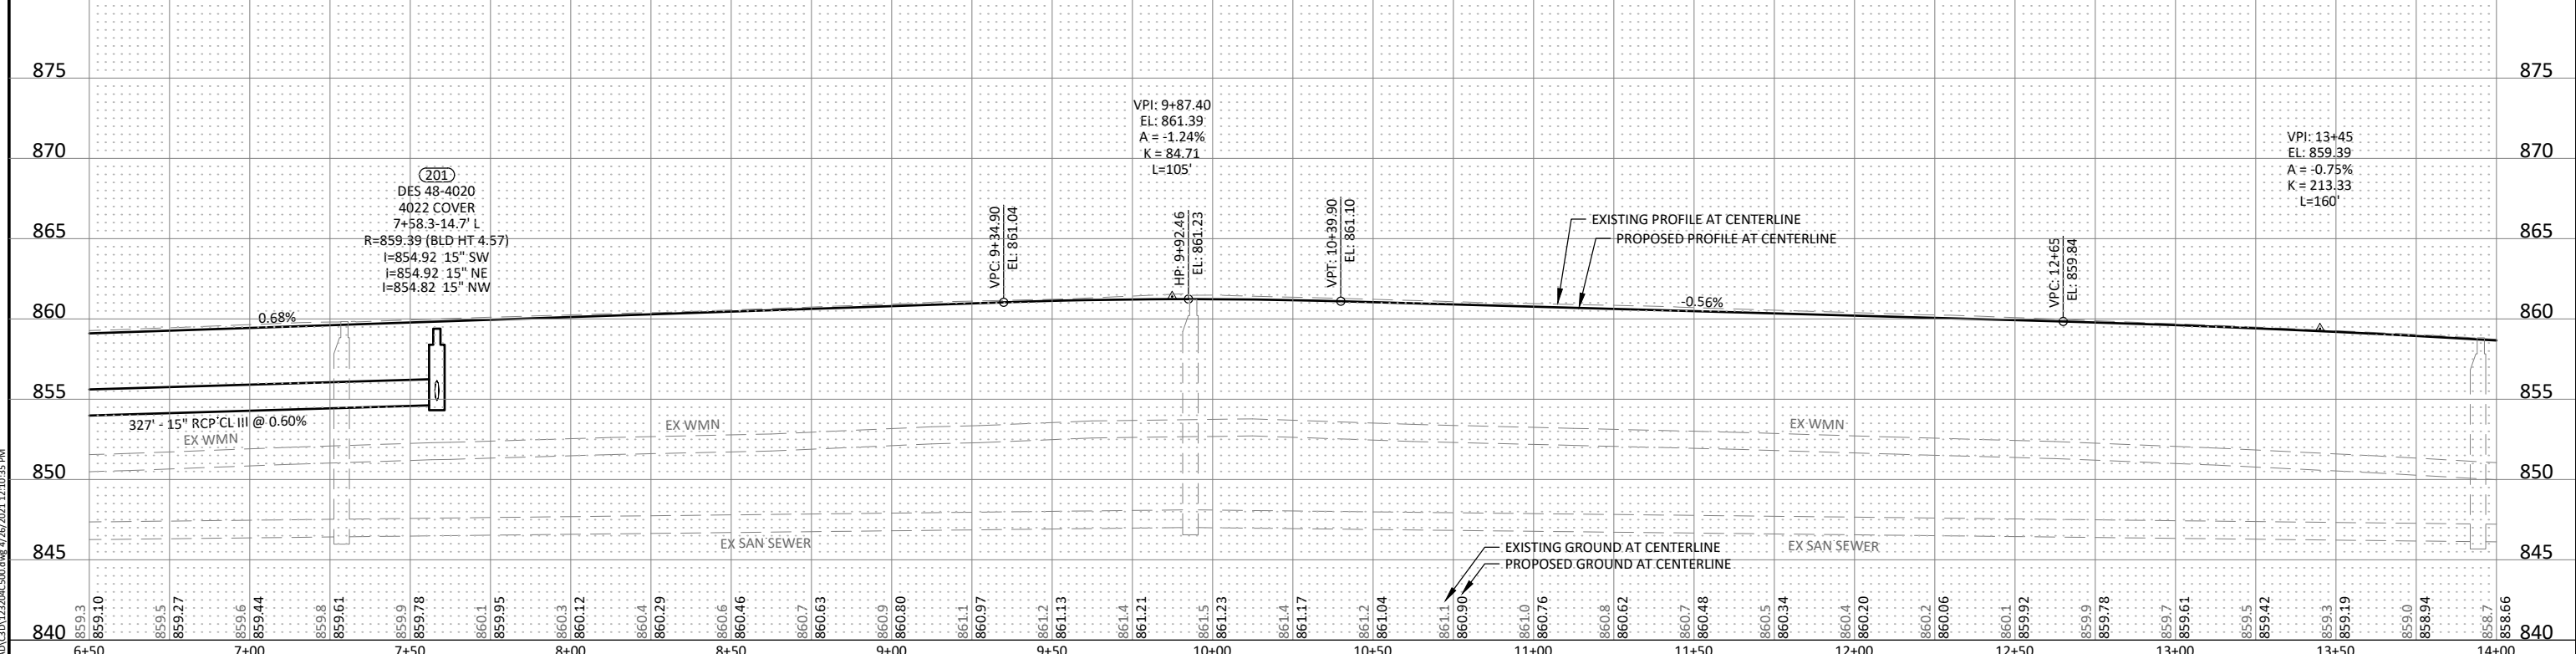 875
870
865
860
855
850
845
840
875
870
865
860
855
850
845
840
201
DES 48-4020
4022 COVER
7+58.3-14.7' L
R=859.39 (BLD HT 4.57)
I=854.92 15" SW
I=854.92 15" NE
I=854.82 15" NW
0.68%
327' - 15" RCP CL III @ 0.60%
EX WMN
EX WMN
EX WMN
EX SAN SEWER
EX SAN SEWER
VPC: 9+34.90
EL: 861.04
VPI: 9+87.40
EL: 861.39
A = -1.24%
K = 84.71
L=105'
HP: 9+92.46
EL: 861.23
VPT: 10+39.90
EL: 861.10
EXISTING PROFILE AT CENTERLINE
PROPOSED PROFILE AT CENTERLINE
-0.56%
VPC: 12+65
EL: 859.84
VPI: 13+45
EL: 859.39
A = -0.75%
K = 213.33
L=160'
EXISTING GROUND AT CENTERLINE
PROPOSED GROUND AT CENTERLINE
859.3
859.10
859.5
859.27
859.6
859.44
859.8
859.61
859.9
859.78
860.1
859.95
860.3
860.12
860.4
860.29
860.6
860.46
860.7
860.63
860.9
860.80
861.1
860.97
861.2
861.13
861.4
861.21
861.5
861.23
861.4
861.17
861.2
861.04
861.1
860.90
861.0
860.76
860.8
860.62
860.7
860.48
860.5
860.34
860.4
860.20
860.2
860.06
860.1
859.92
859.9
859.78
859.7
859.61
859.5
859.42
859.3
859.19
859.0
858.94
858.7
858.66
6+50
7+00
7+50
8+00
8+50
9+00
9+50
10+00
10+50
11+00
11+50
12+00
12+50
13+00
13+50
14+00
4/26/2021 12:10:35 PM